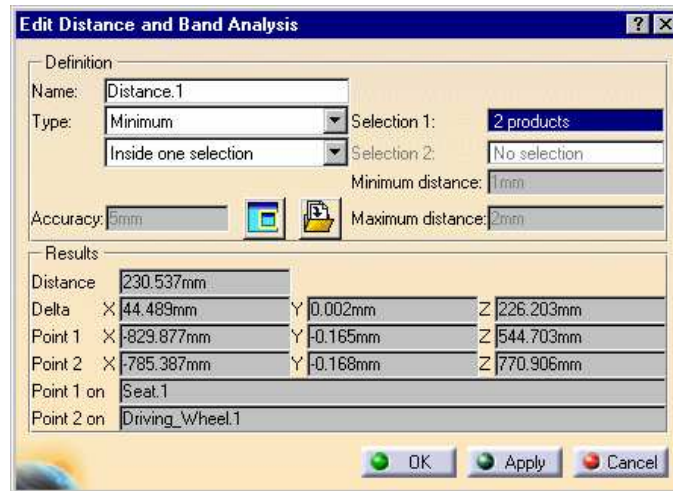 Edit Distance and Band Analysis
Definition
Name: Distance.1
Type: Minimum Selection 1: 2 products
Inside one selection Selection 2: No selection
Minimum distance: 1mm
Accuracy: 5mm Maximum distance: 2mm
Results
Distance 230.537mm
Delta X 44.489mm Y 0.002mm Z 226.203mm
Point 1 X -829.877mm Y -0.165mm Z 544.703mm
Point 2 X -785.387mm Y -0.168mm Z 770.906mm
Point 1 on Seat.1
Point 2 on Driving_Wheel.1
OK Apply Cancel